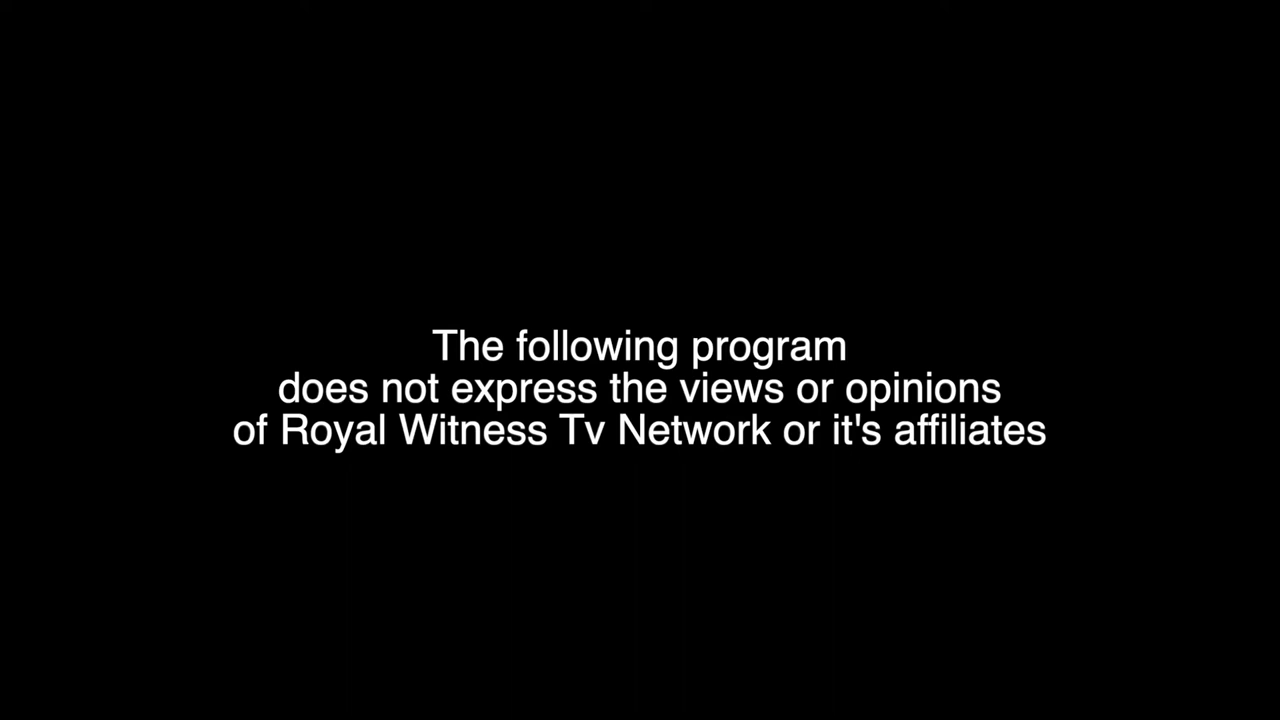 The following program
does not express the views or opinions
of Royal Witness Tv Network or it's affiliates